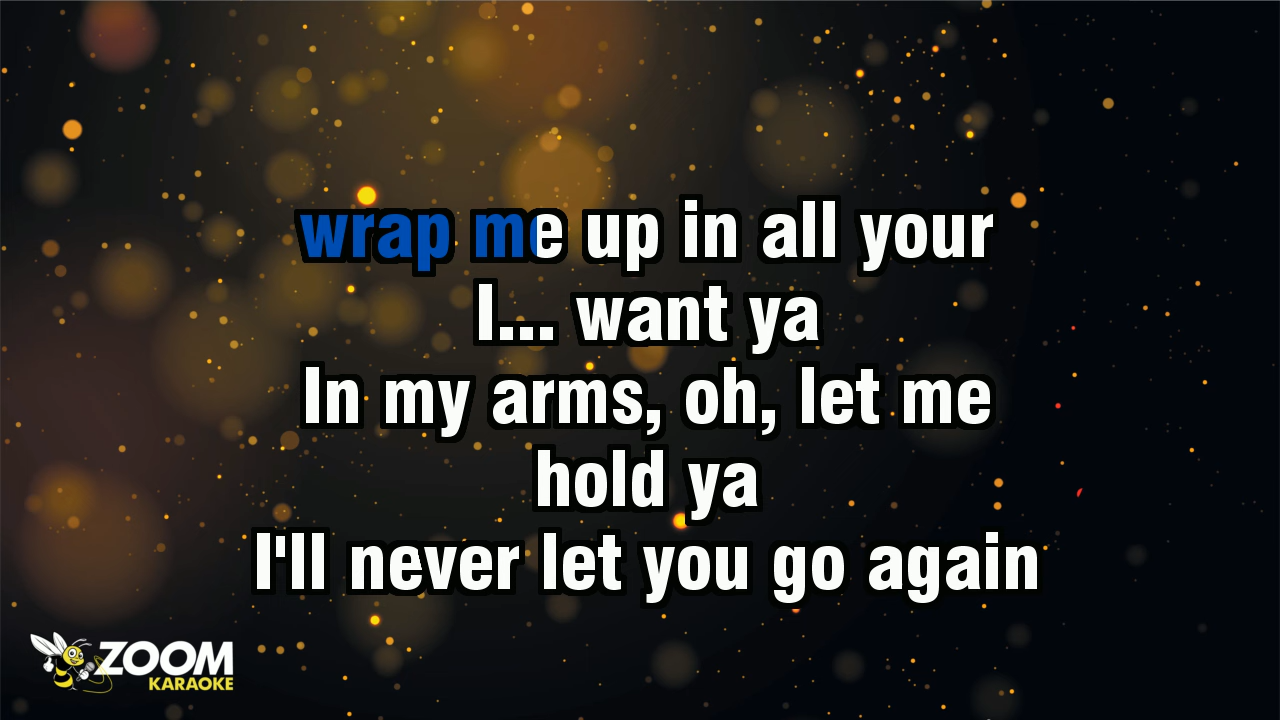 wrap me up in all your
I... want ya
In my arms, oh, let me
hold ya
I'll never let you go again
ZOOM
KARAOKE